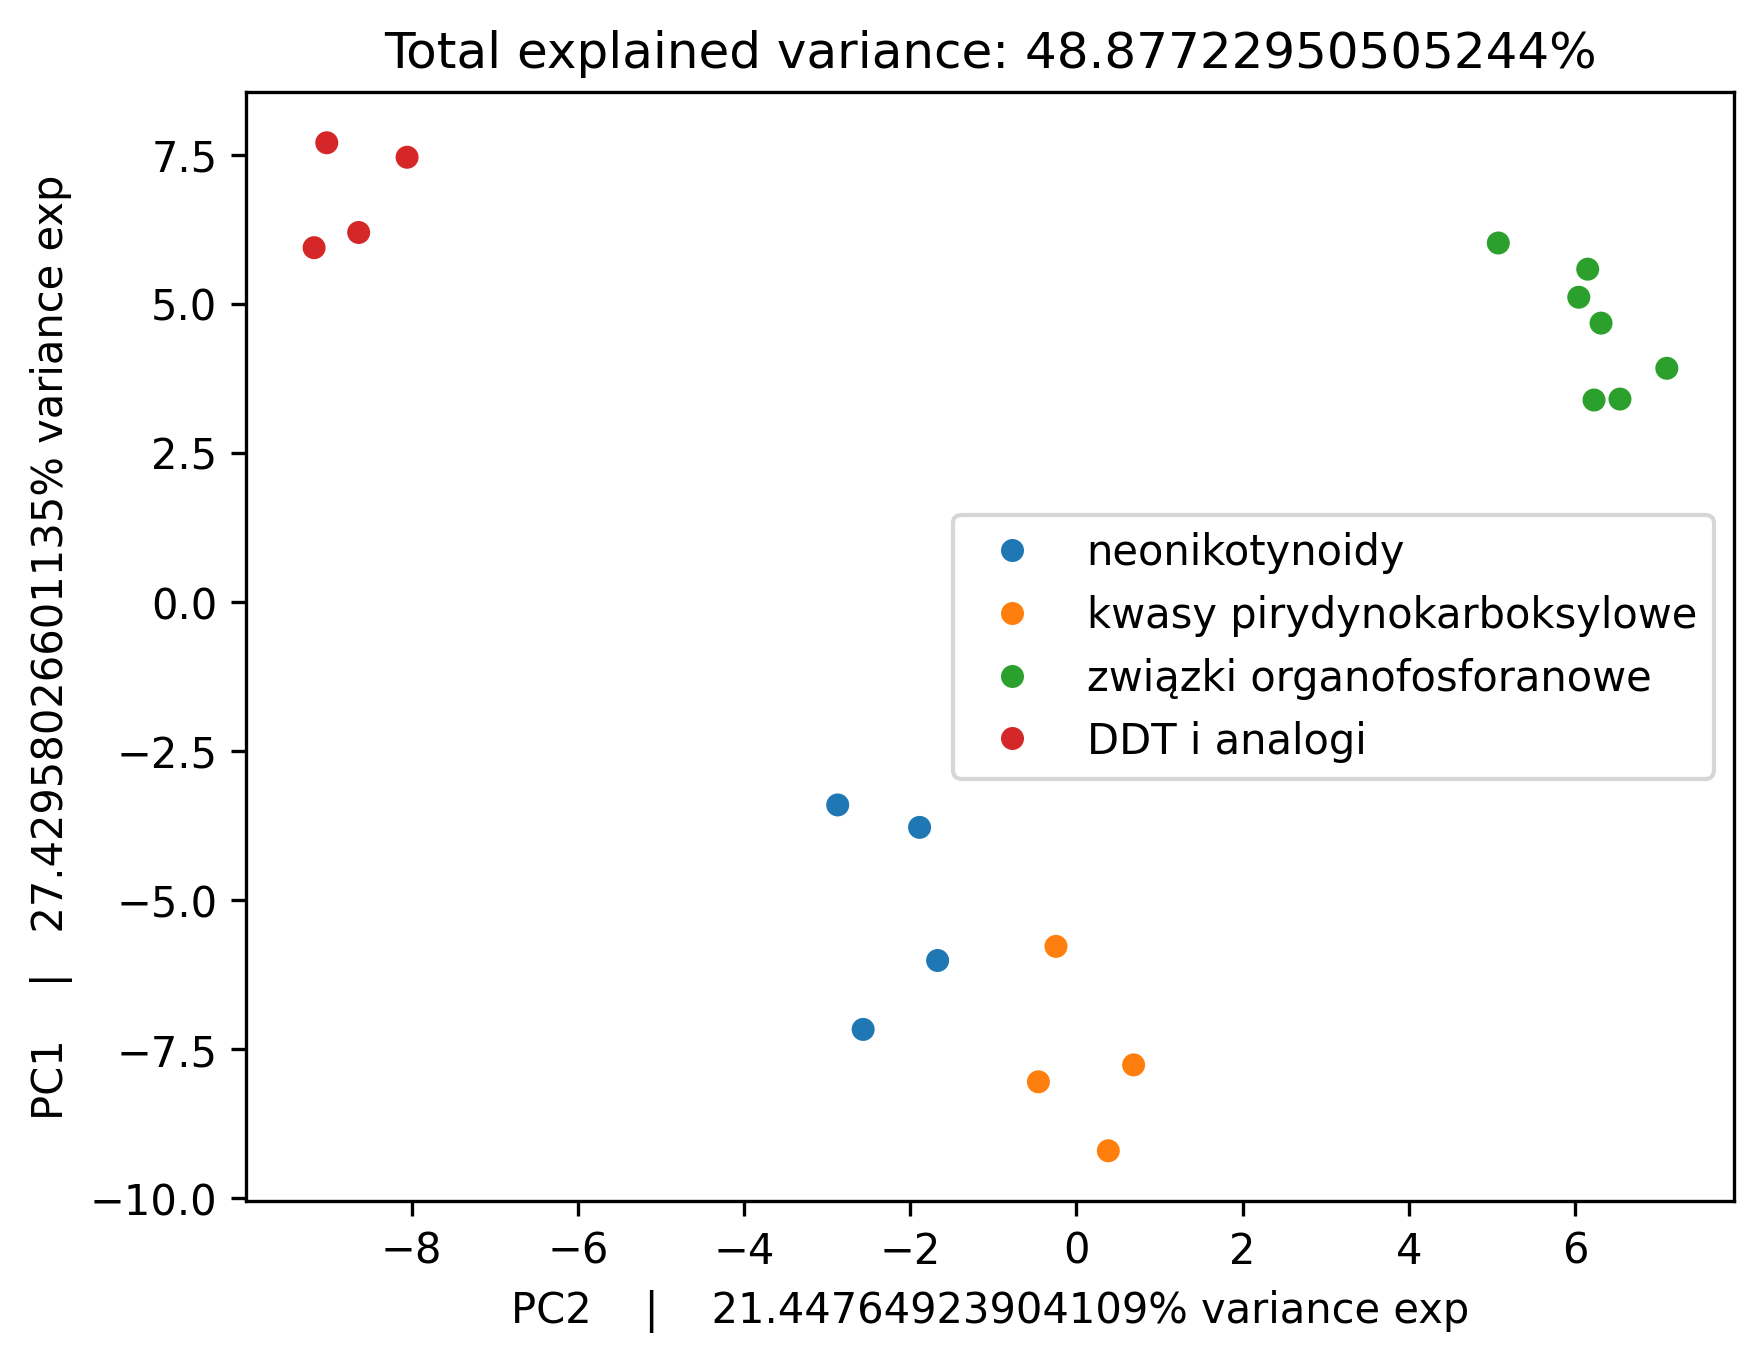 Total explained variance: 48.87722950505244%
PC1    |    27.42958026601135% variance exp
7.5
5.0
2.5
0.0
−2.5
−5.0
−7.5
−10.0
neonikotynoidy
kwasy pirydynokarboksylowe
związki organofosforanowe
DDT i analogi
−8 −6 −4 −2 0 2 4 6
PC2    |    21.44764923904109% variance exp